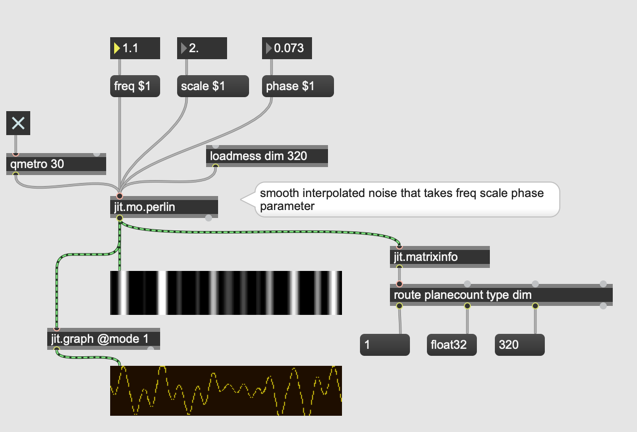 1.1
2.
0.073
freq $1
scale $1
phase $1
qmetro 30
loadmess dim 320
jit.mo.perlin
smooth interpolated noise that takes freq scale phase
parameter
jit.matrixinfo
route planecount type dim
jit.graph @mode 1
1
float32
320